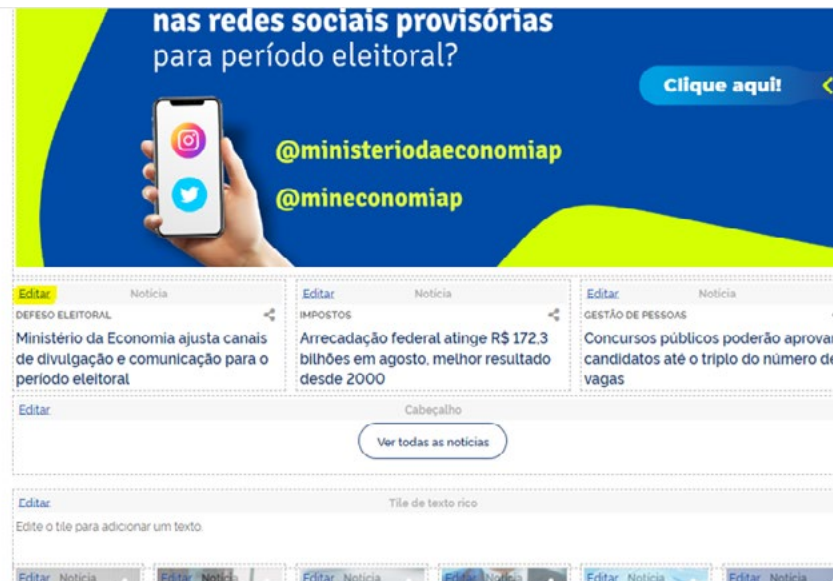 nas redes sociais provisórias
para período eleitoral?
Clique aqui!
@ministeriodaeconomiap
@mineconomiap
Editar Notícia
DEFESO ELEITORAL
Ministério da Economia ajusta canais
de divulgação e comunicação para o
período eleitoral
Editar Notícia
IMPOSTOS
Arrecadação federal atinge R$ 172,3
bilhões em agosto, melhor resultado
desde 2000
Editar Notícia
GESTÃO DE PESSOAS
Concursos públicos poderão aprovar
candidatos até o triplo do número de
vagas
Editar Cabeçalho
Ver todas as notícias
Editar Tile de texto rico
Edite o tile para adicionar um texto.
Editar Notícia Editar Notícia Editar Notícia Editar Notícia Editar Notícia Editar Notícia